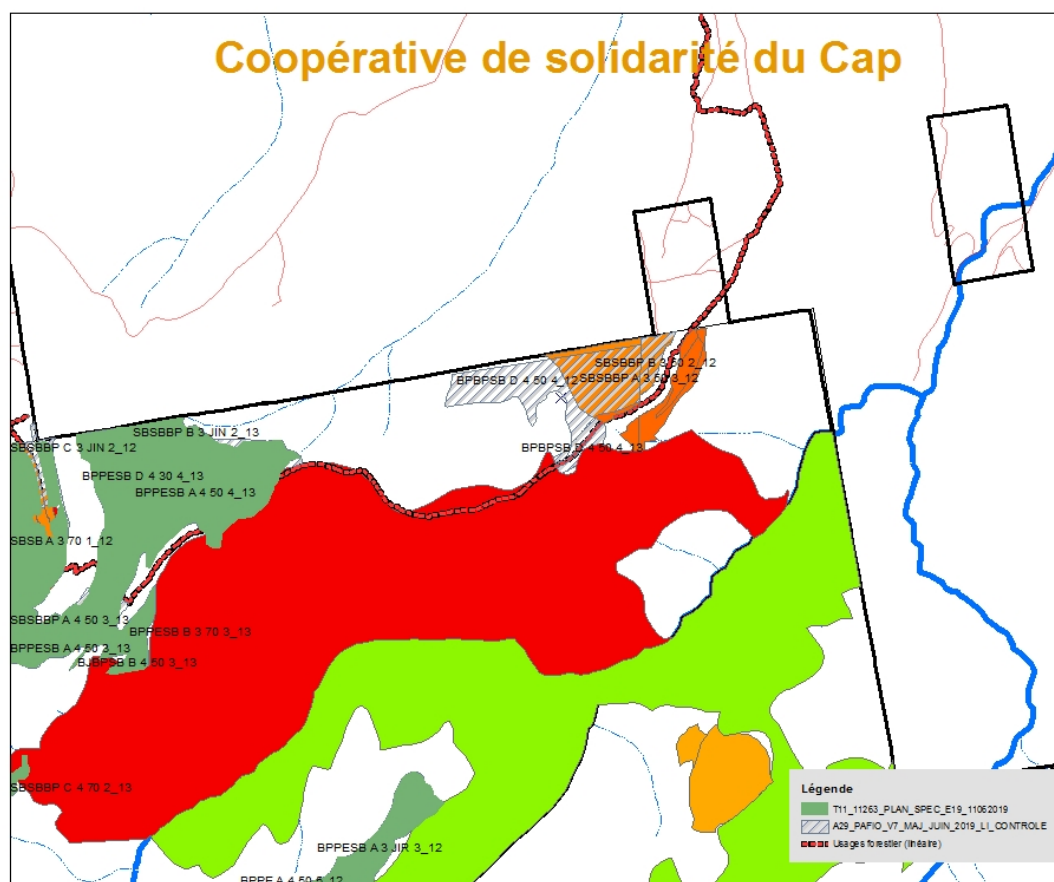 Coopérative de solidarité du Cap
SBSBBP B 3 50 2_12
BPBPSB D 4 50 4_12
SBSBBP A 3 50 3_12
SBSBBP B 3 JIN 2_13
SBSBBP C 3 JIN 2_12
BPBPSB D 4 50 4_13
BPPESB D 4 30 4_13
BPPESB A 4 50 4_13
SBSB A 3 70 1_12
SBSBBP A 4 50 3_13
BPPESB B 3 70 3_13
BPPESB A 4 50 3_13
BJBPSB B 4 50 3_13
SBSBBP C 4 70 2_13
Légende
T11_11263_PLAN_SPEC_E19_11062019
A29_PAFIO_V7_MAJ_JUIN_2019_LI_CONTROLE
Usages forestier (linéaire)
BPPESB A 3 JIR 3_12